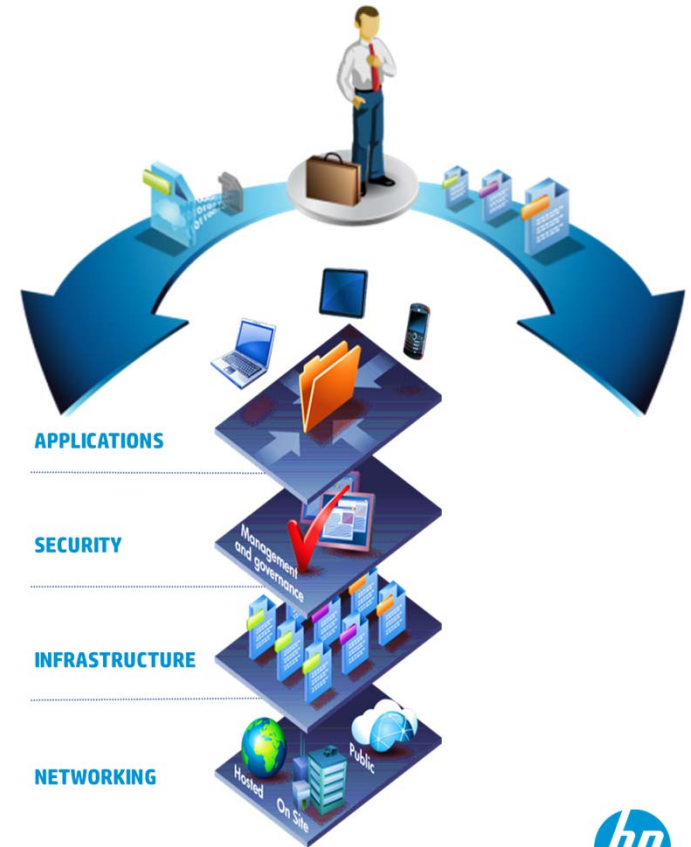 APPLICATIONS
SECURITY
Management
and governance
INFRASTRUCTURE
NETWORKING
Hosted
On Site
Public
hp